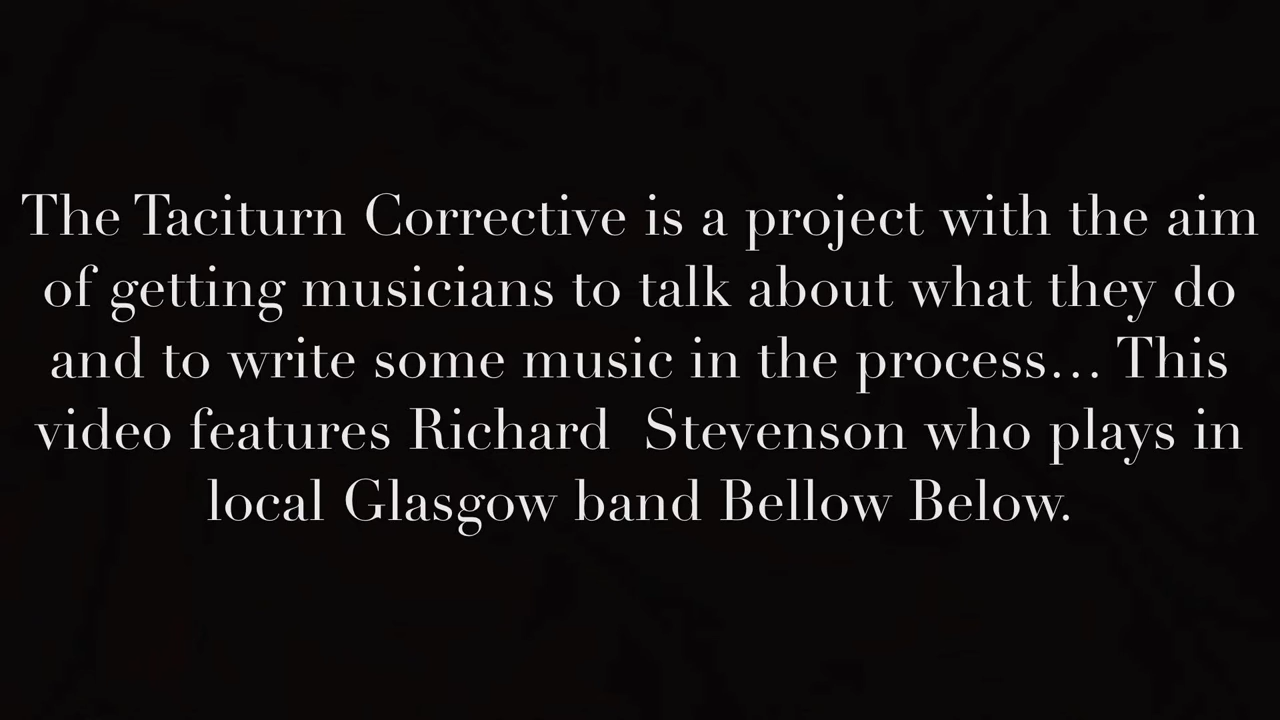 The Taciturn Corrective is a project with the aim
of getting musicians to talk about what they do
and to write some music in the process... This
video features Richard  Stevenson who plays in
local Glasgow band Bellow Below.